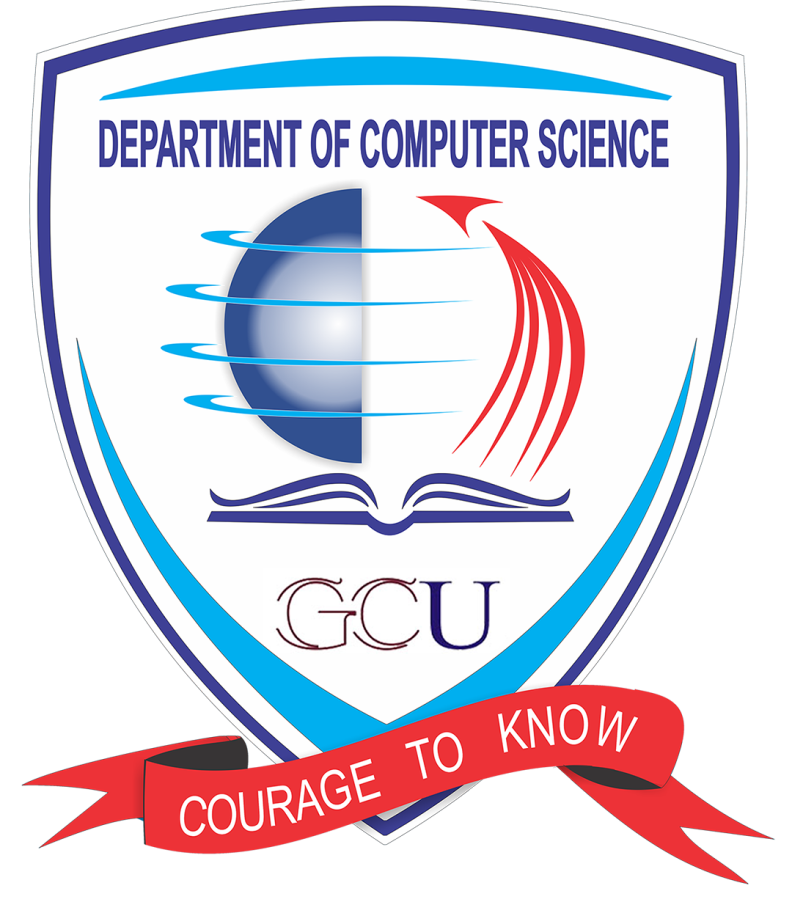 DEPARTMENT OF COMPUTER SCIENCE
GCU
COURAGE TO KNOW